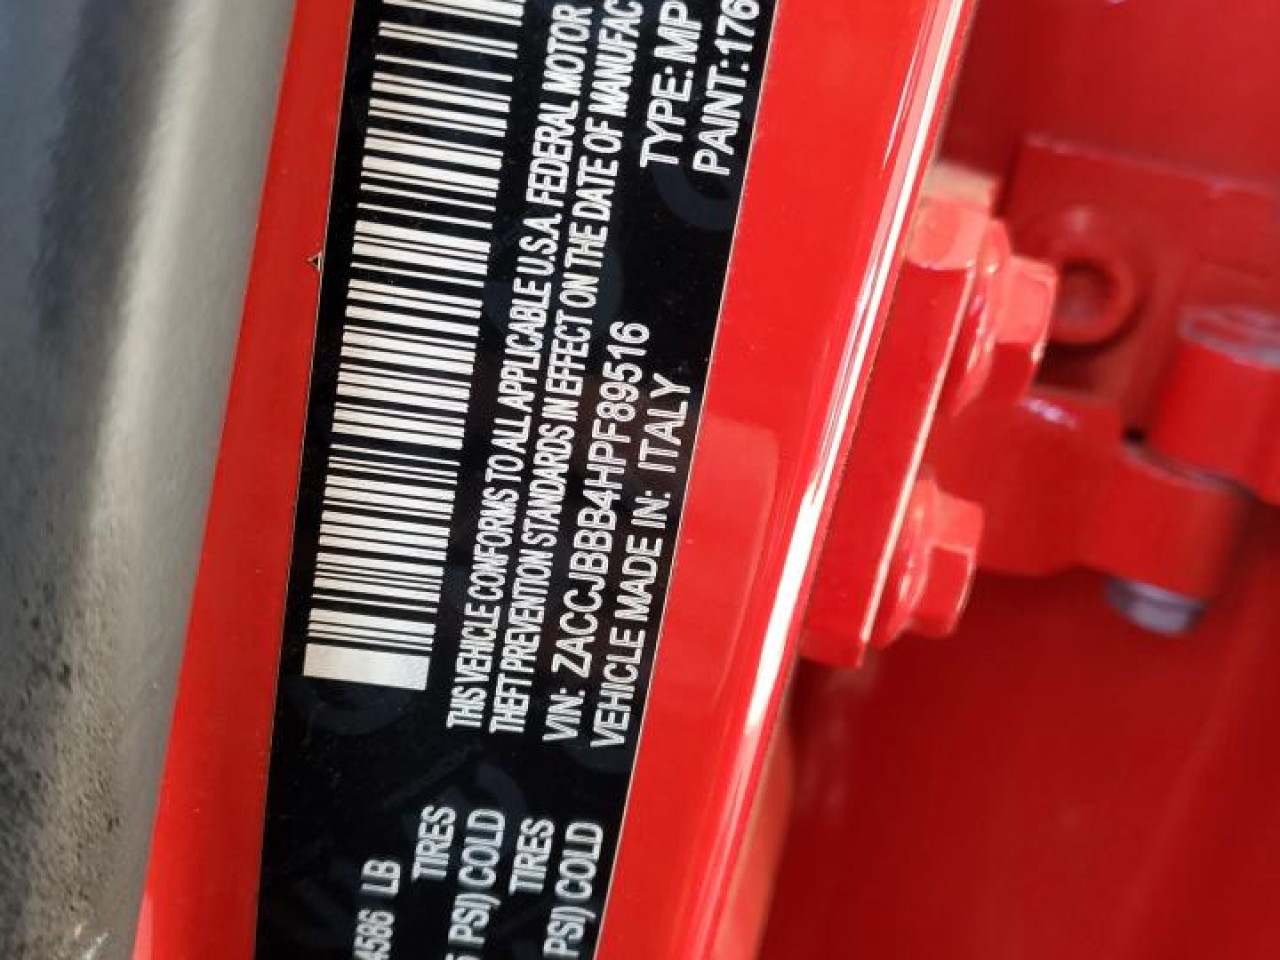 THIS VEHICLE CONFORMS TO ALL APPLICABLE U.S.A. FEDERAL MOTOR
THEFT PREVENTION STANDARDS IN EFFECT ON THE DATE OF MANUFAC
VIN: ZACCJBBB4HPF89516
TYPE: MP
VEHICLE MADE IN: ITALY
PAINT: 176
4586 LB
TIRES
PSI) COLD
TIRES
PSI) COLD